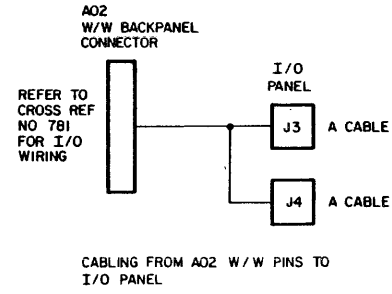 A02
W/W BACKPANEL
CONNECTOR
I/O
PANEL
REFER TO
CROSS REF
NO 781
FOR I/O
WIRING
J3 A CABLE
J4 A CABLE
CABLING FROM A02 W/W PINS TO
I/O PANEL